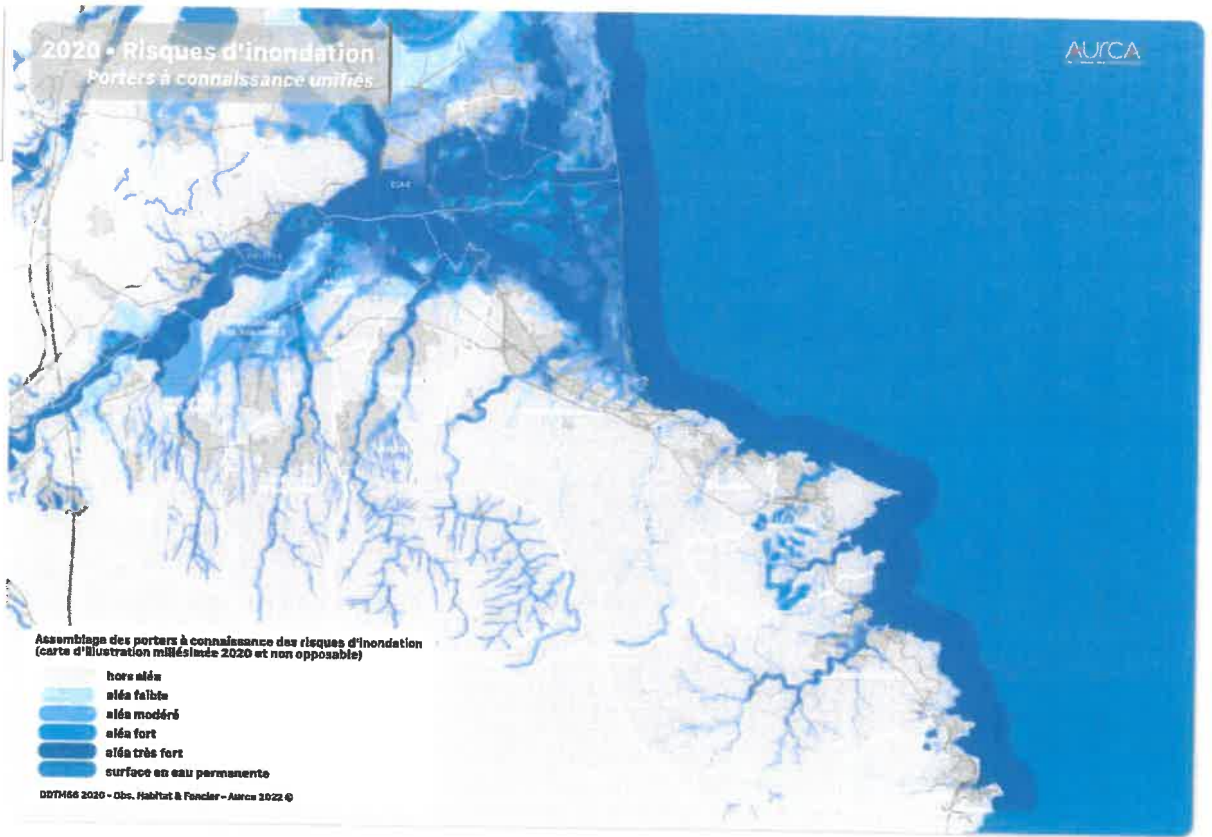 2020 • Risques d'inondation
Porters à connaissance unifiés
AURCA
Assemblage des porters à connaissance des risques d'inondation
(carte d'illustration millésimée 2020 et non opposable)
hors aléa
aléa faible
aléa modéré
aléa fort
aléa très fort
surface en eau permanente
DDTM66 2020 - Obs. Habitat & Foncier - Aurca 2022 ©